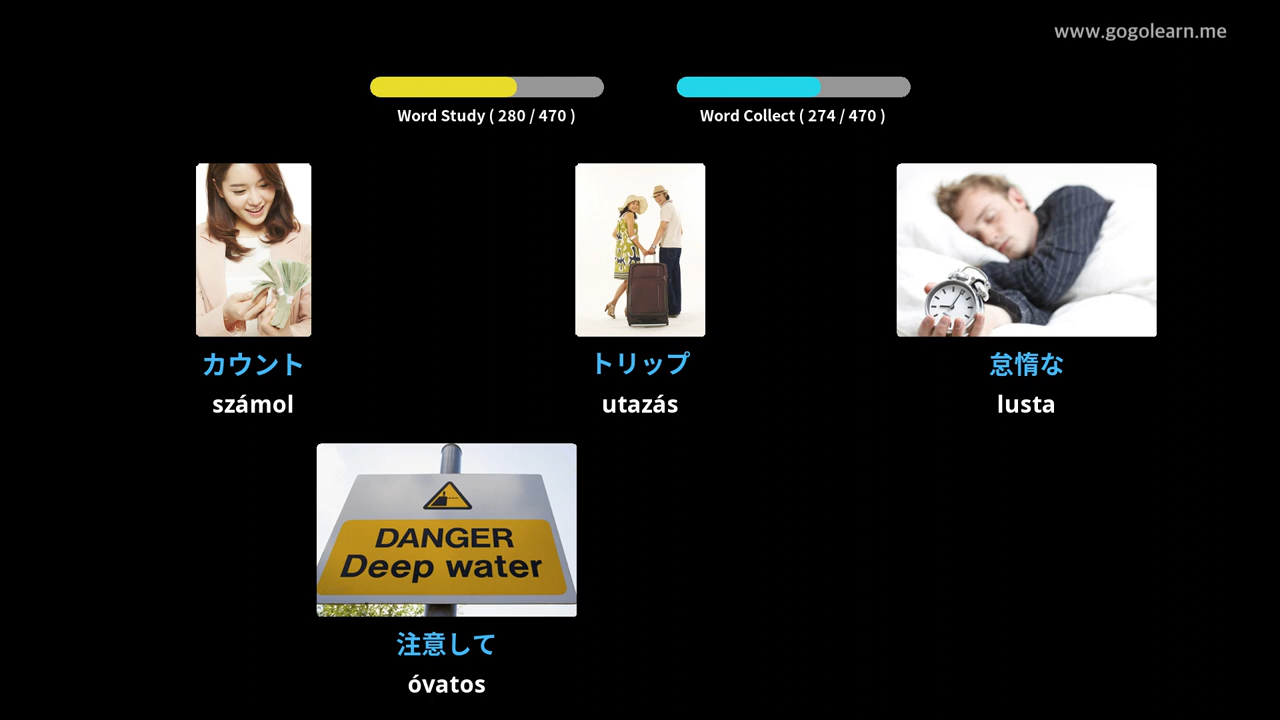 www.gogolearn.me
Word Study ( 280 / 470 )
Word Collect ( 274 / 470 )
カウント
számol
トリップ
utazás
怠惰な
lusta
DANGER
Deep water
注意して
óvatos